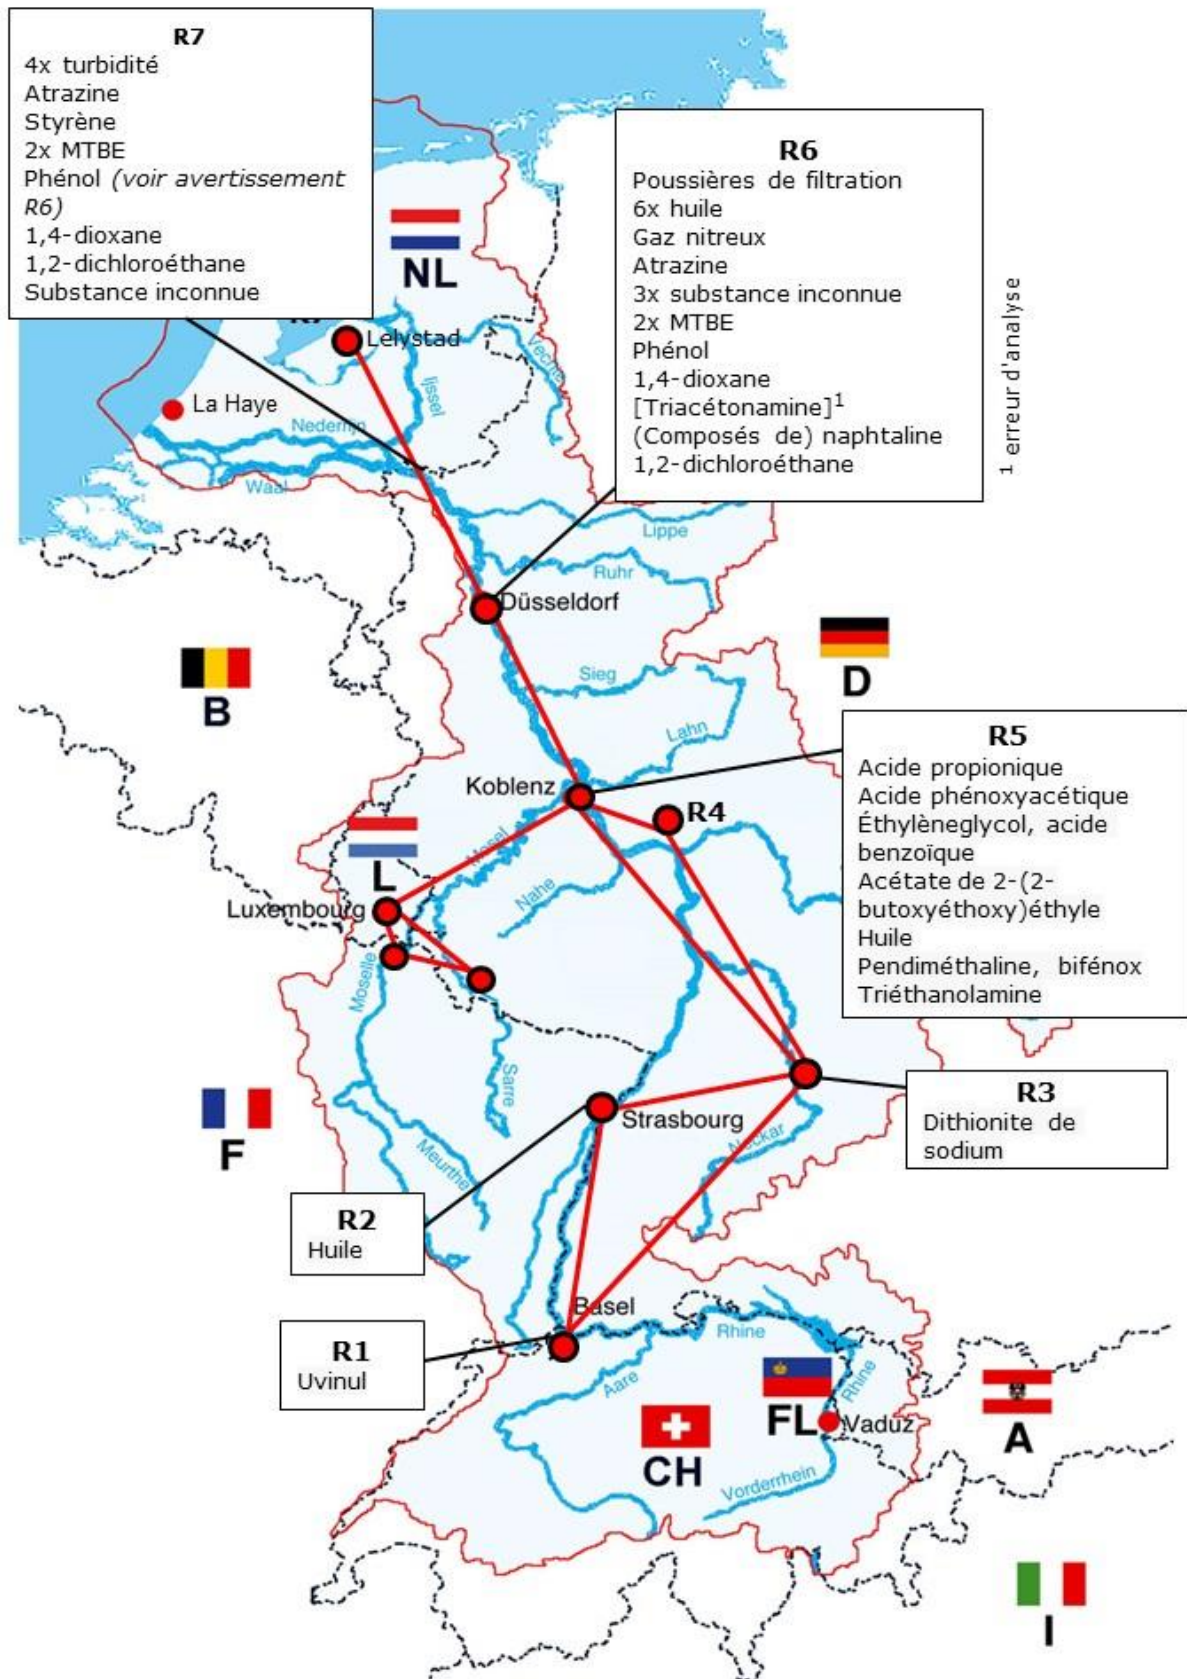 R7
4x turbidité
Atrazine
Styrène
2x MTBE
Phénol (voir avertissement
R6)
1,4-dioxane
1,2-dichloroéthane
Substance inconnue
R6
Poussières de filtration
6x huile
Gaz nitreux
Atrazine
3x substance inconnue
2x MTBE
Phénol
1,4-dioxane
[Triacétonamine]¹
(Composés de) naphtaline
1,2-dichloroéthane
¹ erreur d'analyse
NL
Lelystad
Vechte
Ijssel
La Haye
Nederrijn
Waal
Lippe
Ruhr
Düsseldorf
B
Sieg
D
Lahn
R5
Acide propionique
Acide phénoxyacétique
Éthylèneglycol, acide
benzoïque
Acétate de 2-(2-
butoxyéthoxy)éthyle
Huile
Pendiméthaline, bifénox
Triéthanolamine
Koblenz
R4
Mosel
L
Nahe
Luxembourg
Moselle
Sarre
F
Meurthe
Strasbourg
Neckar
R3
Dithionite de
sodium
R2
Huile
Basel
R1
Uvinul
Rhine
Aare
Rhine
FL
Vaduz
A
CH
Vorderrhein
I